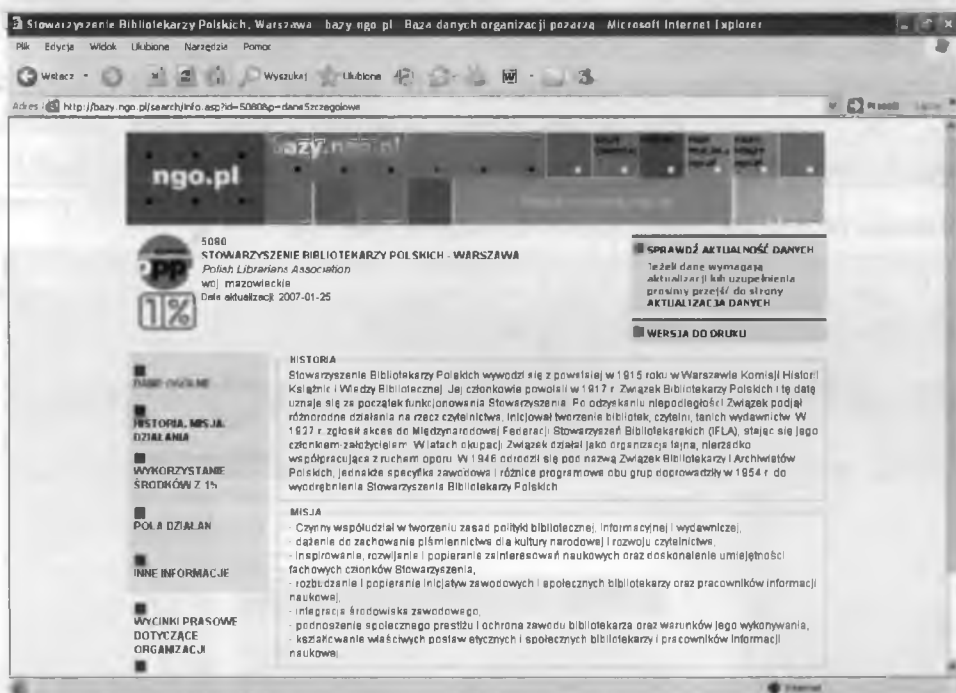 Stowarzyszenie Bibliotekarzy Polskich, Warszawa bazy ngo pl Baza danych organizacji pozarzą Microsoft Internet Explorer
Plik Edycja Widok Ulubione Narzędzia Pomoc
Wstecz Wyszukaj Ulubione
Adres http://bazy.ngo.pl/search/info.asp?id=5080&p=daneSzczegolowe
ngo.pl
bazy.ngo.pl
5080
STOWARZYSZENIE BIBLIOTEKARZY POLSKICH - WARSZAWA
Polish Librarians Association
woj mazowieckie
Data aktualizacji: 2007-01-25
opp
1%
SPRAWDŹ AKTUALNOŚĆ DANYCH
Jeżeli dane wymagają
aktualizacji lub uzupełnienia
prosimy przejść do strony
AKTUALIZACJA DANYCH
WERSJA DO DRUKU
DANE OGÓLNE
HISTORIA, MISJA,
DZIAŁANIA
WYKORZYSTANIE
ŚRODKÓW Z 1%
POLA DZIAŁAŃ
INNE INFORMACJE
WYCINKI PRASOWE
DOTYCZĄCE
ORGANIZACJI
HISTORIA
Stowarzyszenie Bibliotekarzy Polskich wywodzi się z powstałej w 1915 roku w Warszawie Komisji Historii
Książnic i Wiedzy Bibliotecznej. Jej członkowie powołali w 1917 r. Związek Bibliotekarzy Polskich i tę datę
uznaje się za początek funkcjonowania Stowarzyszenia. Po odzyskaniu niepodległości Związek podjął
różnorodne działania na rzecz czytelnictwa, inicjował tworzenie bibliotek, czytelni, tanich wydawnictw. W
1927 r. zgłosił akces do Międzynarodowej Federacji Stowarzyszeń Bibliotekarskich (IFLA), stając się jego
członkiem-założycielem. W latach okupacji Związek działał jako organizacja tajna, nierzadko
współpracująca z ruchem oporu. W 1946 odrodził się pod nazwą Związek Bibliotekarzy i Archiwistów
Polskich, jednakże specyfika zawodowa i różnice programowe obu grup doprowadziły w 1954 r. do
wyodrębnienia Stowarzyszenia Bibliotekarzy Polskich
MISJA
- Czynny współudział w tworzeniu zasad polityki bibliotecznej, informacyjnej i wydawniczej,
- dążenie do zachowania piśmiennictwa dla kultury narodowej i rozwoju czytelnictwa,
- inspirowanie, rozwijanie i popieranie zainteresowań naukowych oraz doskonalenie umiejętności
fachowych członków Stowarzyszenia,
- rozbudzanie i popieranie inicjatyw zawodowych i społecznych bibliotekarzy oraz pracowników informacji
naukowej,
- integracja środowiska zawodowego,
- podnoszenie społecznego prestiżu i ochrona zawodu bibliotekarza oraz warunków jego wykonywania,
- kształcowanie właściwych postaw etycznych i społecznych bibliotekarzy i pracowników informacji
naukowej
Internet